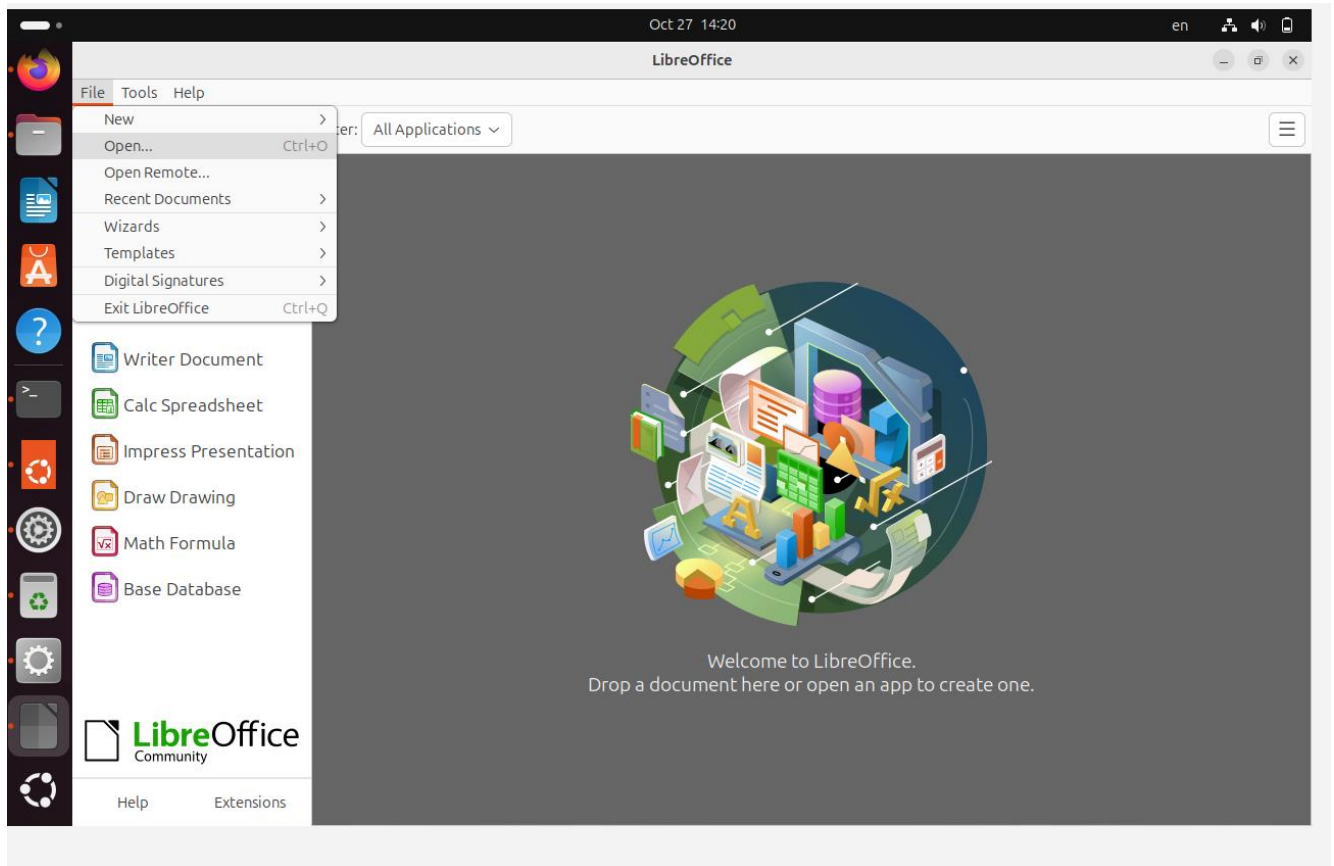 Oct 27 14:20 en
LibreOffice
File Tools Help
New
Open... Ctrl+O
Open Remote...
Recent Documents
Wizards
Templates
Digital Signatures
Exit LibreOffice Ctrl+Q
ter: All Applications
Writer Document
Calc Spreadsheet
Impress Presentation
Draw Drawing
Math Formula
Base Database
Welcome to LibreOffice.
Drop a document here or open an app to create one.
LibreOffice
Community
Help Extensions